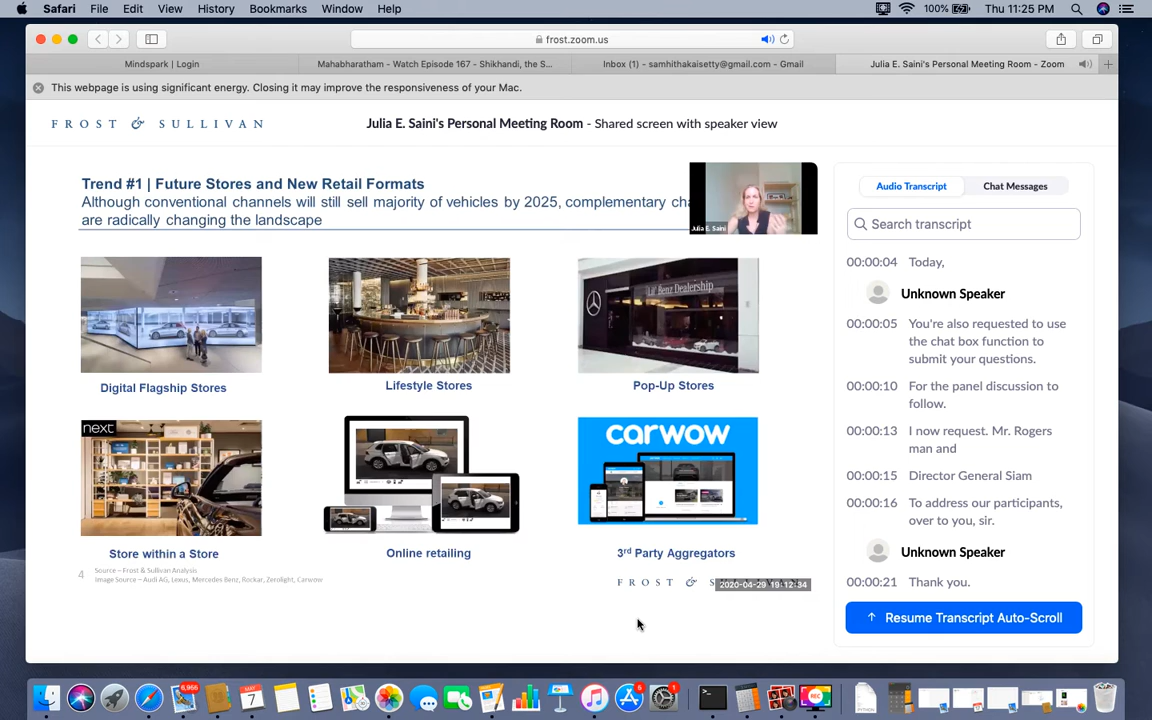 Safari File Edit View History Bookmarks Window Help 100% Thu 11:25 PM
frost.zoom.us
Mindspark | Login
Mahabharatham - Watch Episode 167 - Shikhandi, the S...
Inbox (1) - samhithakaisetty@gmail.com - Gmail
Julia E. Saini's Personal Meeting Room - Zoom
This webpage is using significant energy. Closing it may improve the responsiveness of your Mac.
FROST & SULLIVAN
Julia E. Saini's Personal Meeting Room - Shared screen with speaker view
Trend #1 | Future Stores and New Retail Formats
Although conventional channels will still sell majority of vehicles by 2025, complementary cha
are radically changing the landscape
Julia E. Saini
Lil' Benz Dealership
Digital Flagship Stores
Lifestyle Stores
Pop-Up Stores
next
carwow
Store within a Store
Online retailing
3rd Party Aggregators
4
Source – Frost & Sullivan Analysis
Image Source – Audi AG, Lexus, Mercedes Benz, Rockar, Zerolight, Carwow
FROST & S
2020-04-29 19:12:34
Audio Transcript
Chat Messages
Search transcript
00:00:04 Today,
Unknown Speaker
00:00:05 You're also requested to use
the chat box function to
submit your questions.
00:00:10 For the panel discussion to
follow.
00:00:13 I now request. Mr. Rogers
man and
00:00:15 Director General Siam
00:00:16 To address our participants,
over to you, sir.
Unknown Speaker
00:00:21 Thank you.
Resume Transcript Auto-Scroll
6,966
7
6
1
REC